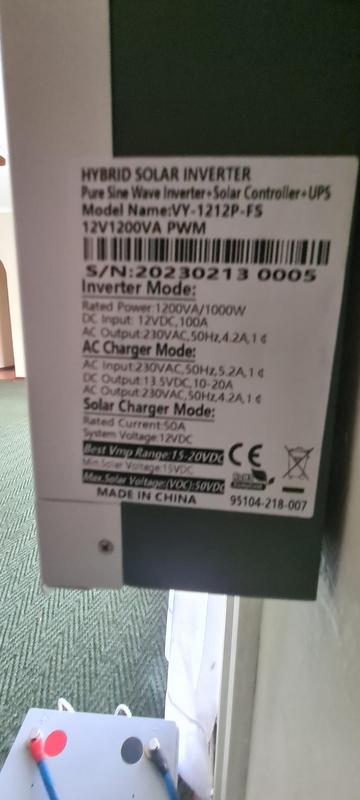 HYBRID SOLAR INVERTER
Pure Sine Wave Inverter+Solar Controller+UPS
Model Name:VY-1212P-FS
12V1200VA PWM
S/N:20230213 0005
Inverter Mode:
Rated Power:1200VA/1000W
DC Input: 12VDC,100A
AC Output:230VAC,50Hz,4.2A,1¢
AC Charger Mode:
AC Input:230VAC,50Hz,5.2A,1¢
DC Output:13.5VDC,10-20A
AC Output:230VAC,50Hz,4.2A,1¢
Solar Charger Mode:
Rated Current:50A
System Voltage:12VDC
Best Vmp Range:15-20VDC
CE
Min.Solar Voltage:15VDC
RoHS
Max.Solar Voltage:(VOC):50VDC
MADE IN CHINA
95104-218-007